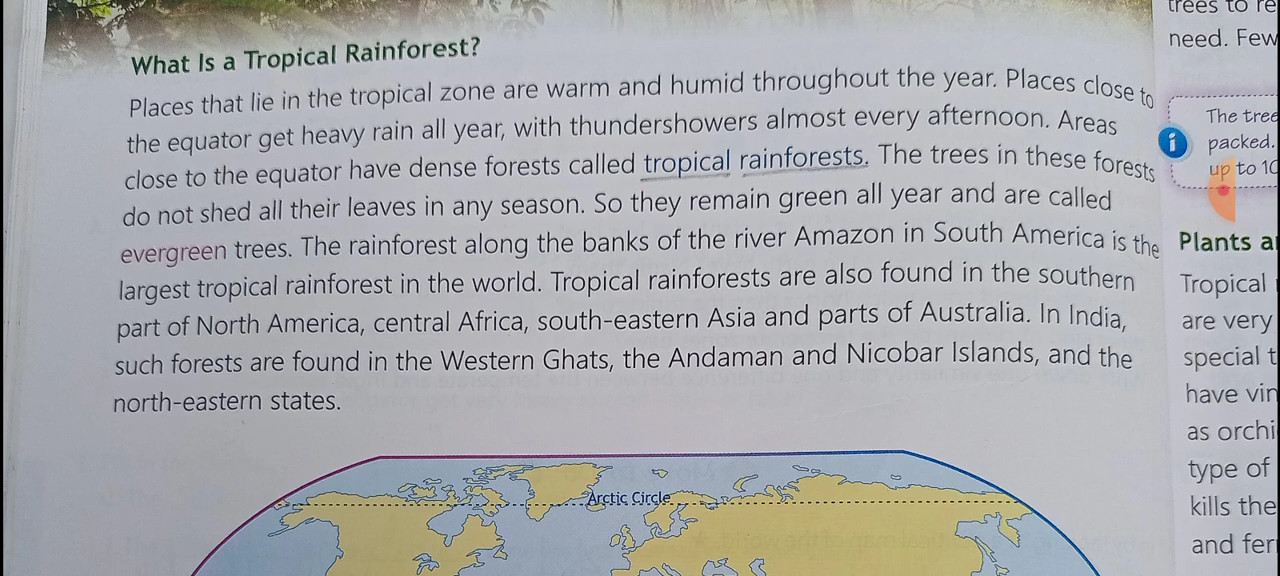 What Is a Tropical Rainforest?
Places that lie in the tropical zone are warm and humid throughout the year. Places close to
the equator get heavy rain all year, with thundershowers almost every afternoon. Areas
close to the equator have dense forests called tropical rainforests. The trees in these forests
do not shed all their leaves in any season. So they remain green all year and are called
evergreen trees. The rainforest along the banks of the river Amazon in South America is the
largest tropical rainforest in the world. Tropical rainforests are also found in the southern
part of North America, central Africa, south-eastern Asia and parts of Australia. In India,
such forests are found in the Western Ghats, the Andaman and Nicobar Islands, and the
north-eastern states.
Arctic Circle
trees to re
need. Few
i
The tree
packed.
up to 10
Plants a
Tropical
are very
special t
have vin
as orchi
type of
kills the
and fer